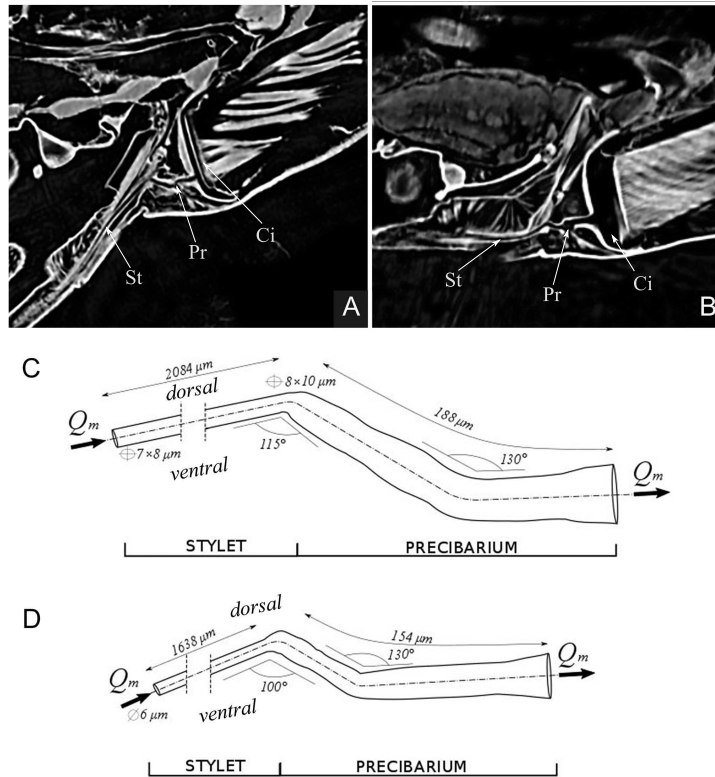 St
Pr
Ci
A
St
Pr
Ci
B
C
2084 μm
dorsal
8×10 μm
188 μm
Qm
7×8 μm
ventral
115°
130°
Qm
STYLET
PRECIBARIUM
D
dorsal
1638 μm
154 μm
130°
Qm
Qm
100°
Ø6 μm
ventral
STYLET
PRECIBARIUM